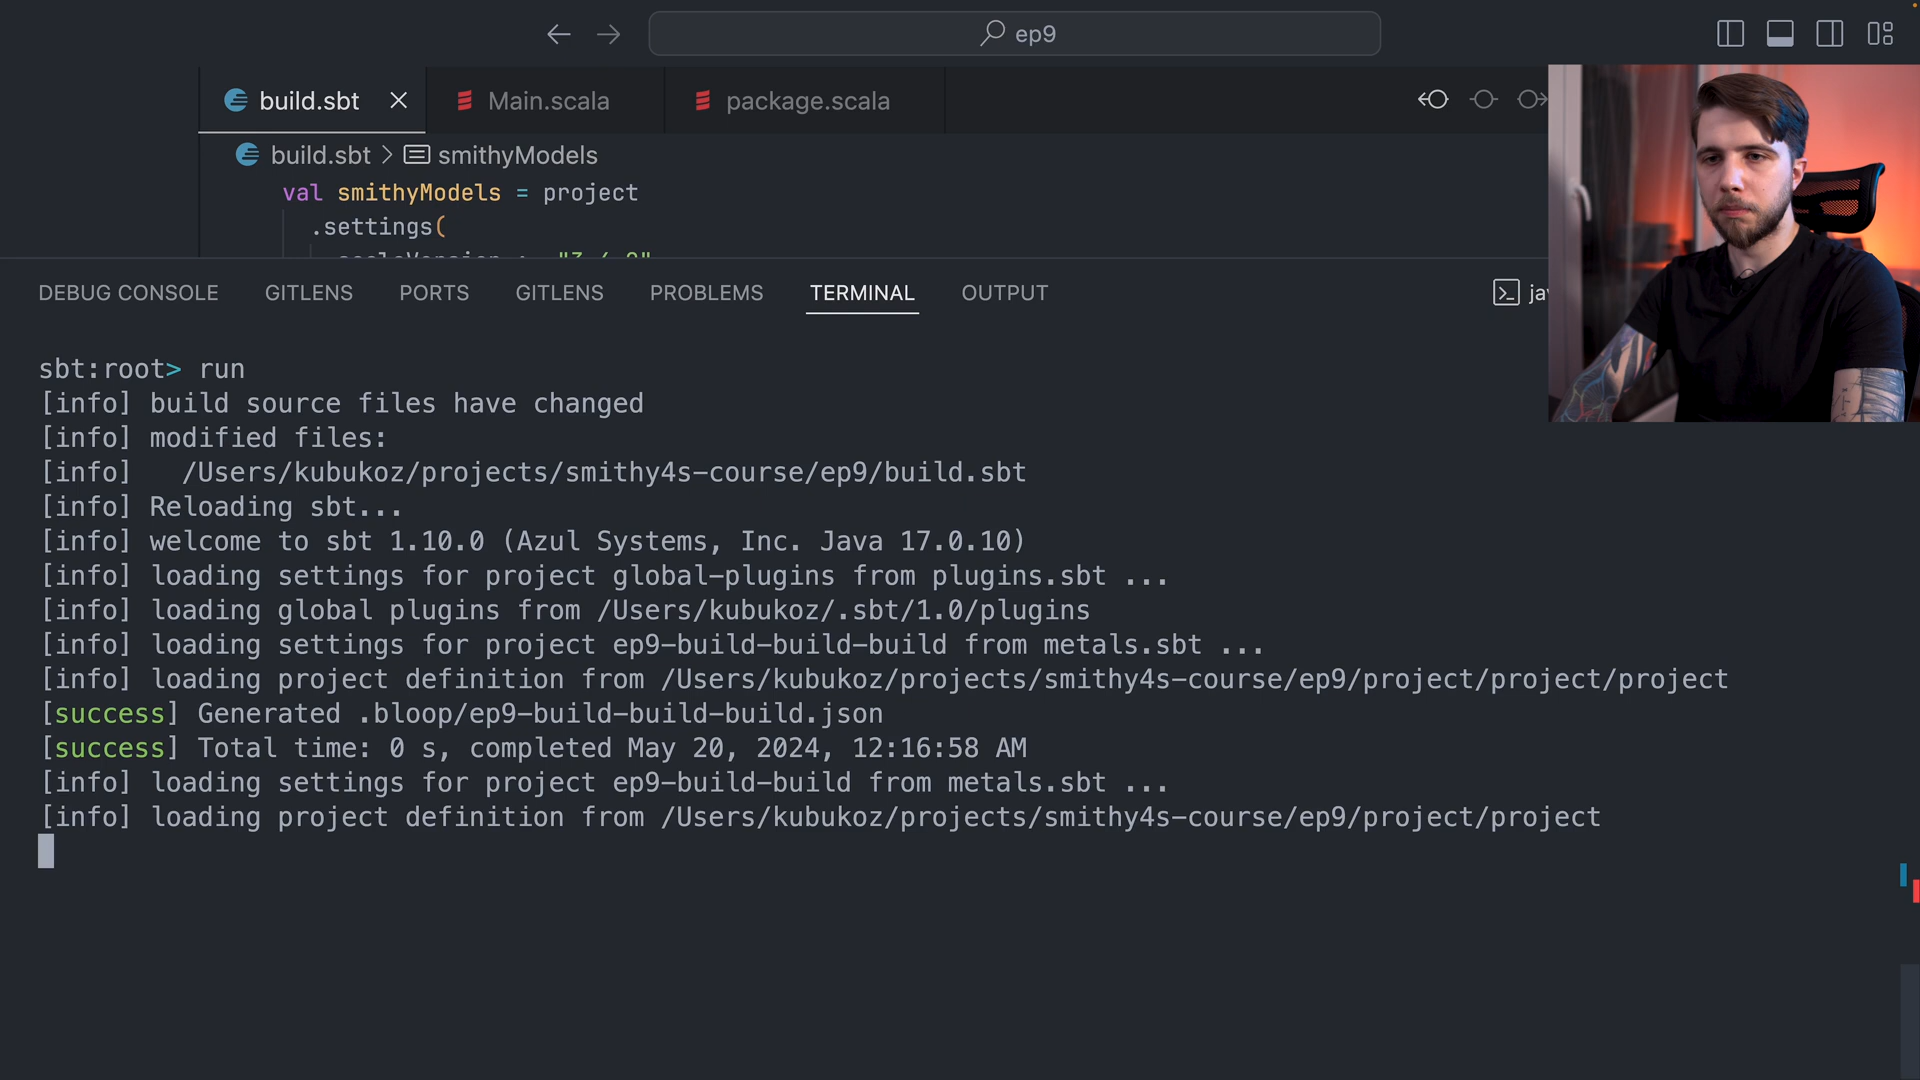 ep9
build.sbt
Main.scala
package.scala
build.sbt > smithyModels
val smithyModels = project
.settings(
DEBUG CONSOLE GITLENS PORTS GITLENS PROBLEMS TERMINAL OUTPUT
sbt:root> run
[info] build source files have changed
[info] modified files:
[info]   /Users/kubukoz/projects/smithy4s-course/ep9/build.sbt
[info] Reloading sbt...
[info] welcome to sbt 1.10.0 (Azul Systems, Inc. Java 17.0.10)
[info] loading settings for project global-plugins from plugins.sbt ...
[info] loading global plugins from /Users/kubukoz/.sbt/1.0/plugins
[info] loading settings for project ep9-build-build-build from metals.sbt ...
[info] loading project definition from /Users/kubukoz/projects/smithy4s-course/ep9/project/project/project
[success] Generated .bloop/ep9-build-build-build.json
[success] Total time: 0 s, completed May 20, 2024, 12:16:58 AM
[info] loading settings for project ep9-build-build from metals.sbt ...
[info] loading project definition from /Users/kubukoz/projects/smithy4s-course/ep9/project/project